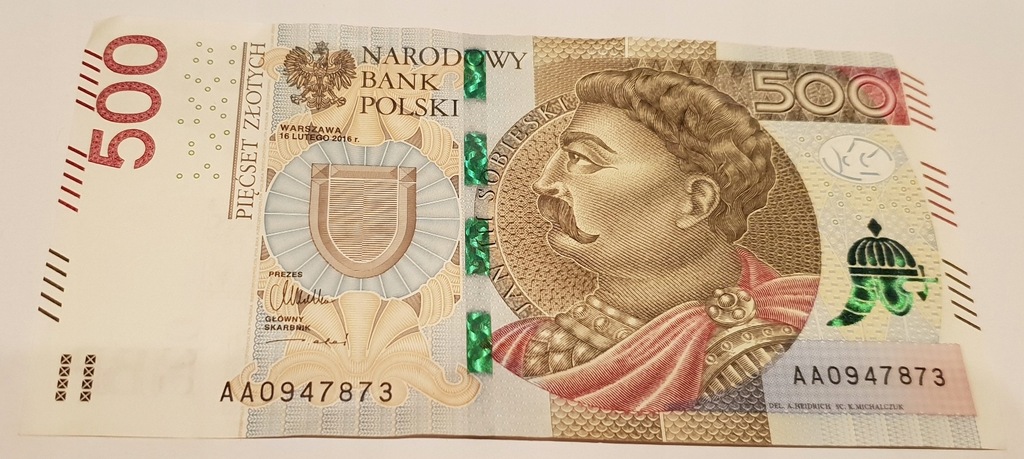 500
PIĘĆSET ZŁOTYCH
NARODOWY
BANK
POLSKI
WARSZAWA
16 LUTEGO 2016 r.
PREZES
GŁÓWNY
SKARBNIK
AA0947873
JAN III SOBIESKI
500
AA0947873
DEL. A.HEIDRICH SC. K.MICHALCZUK